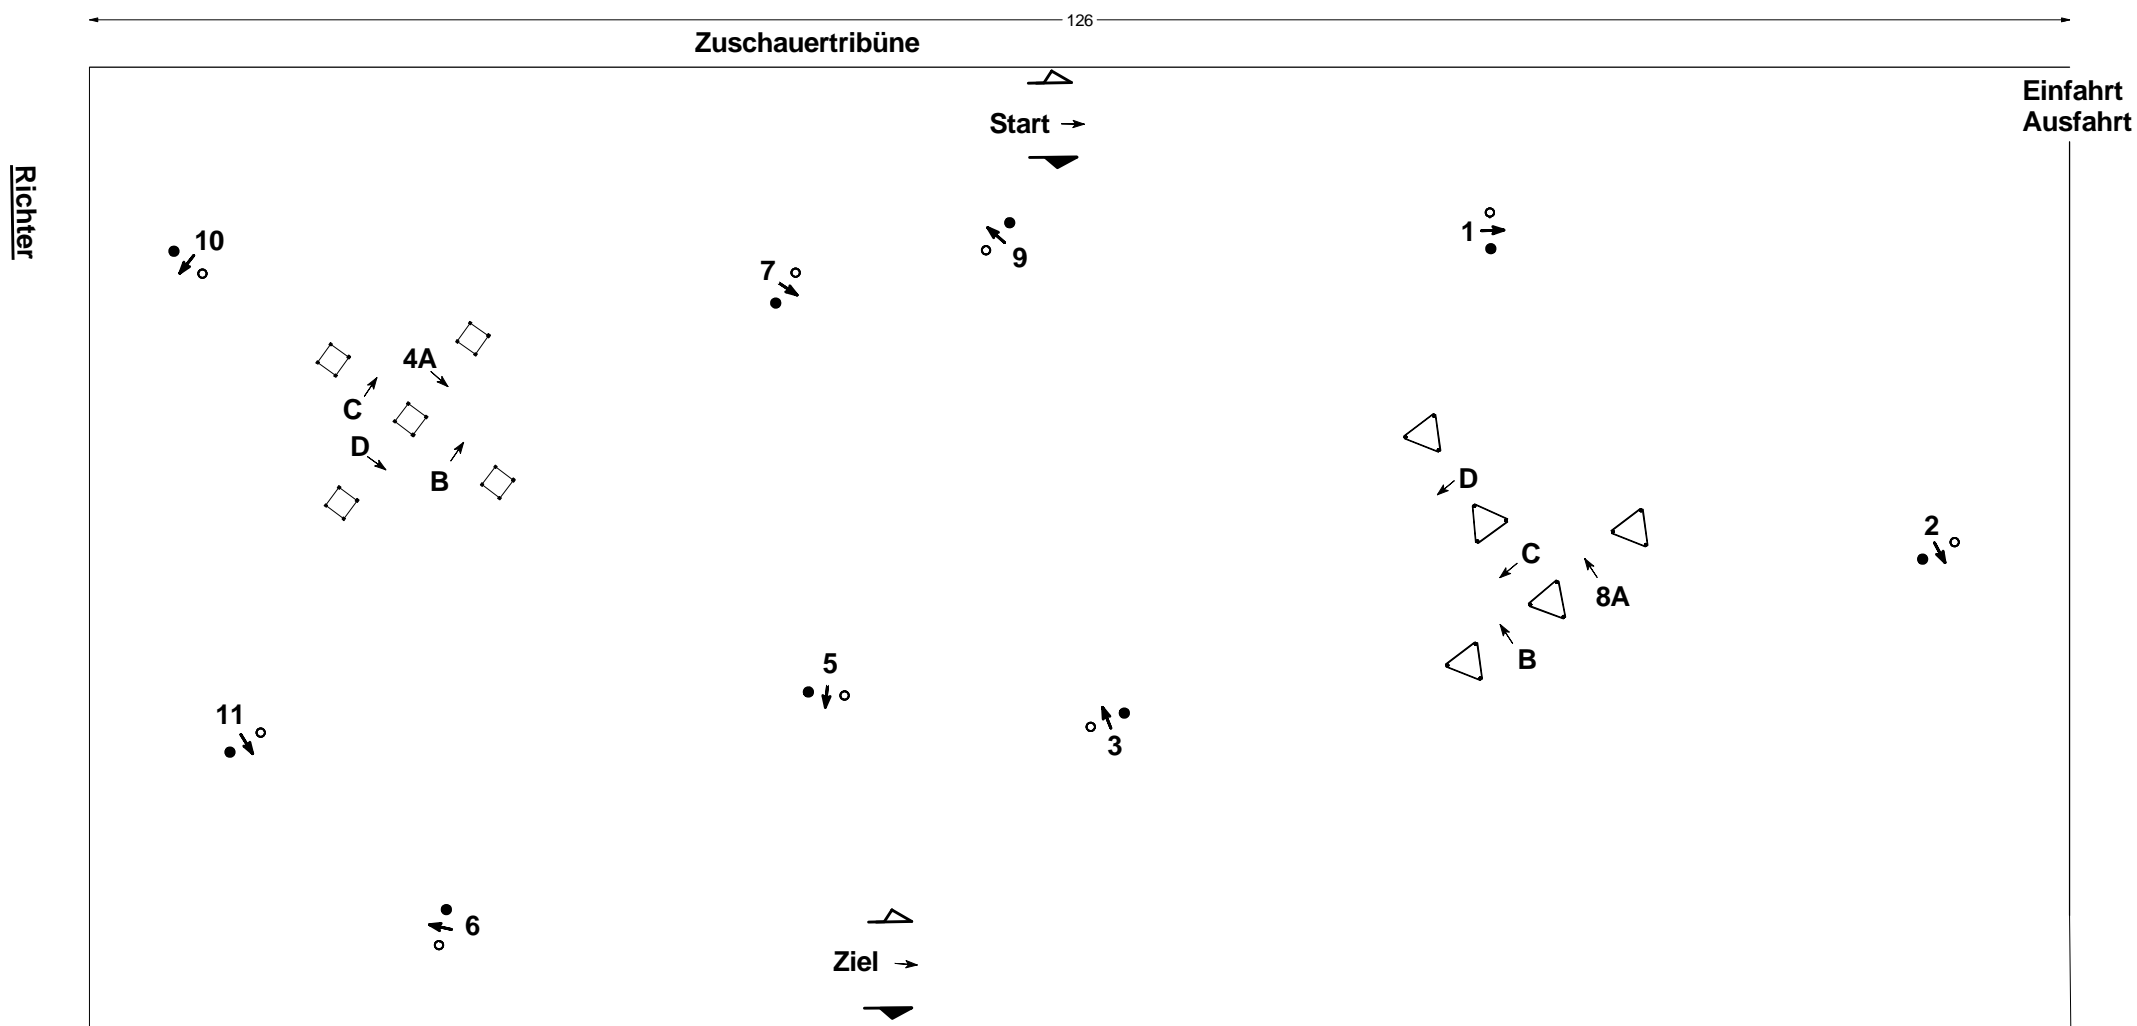 126
Zuschauertribüne
Einfahrt
Ausfahrt
Start
Richter
10
7
9
1
4A
C
D
B
D
C
8A
B
2
5
3
11
6
Ziel